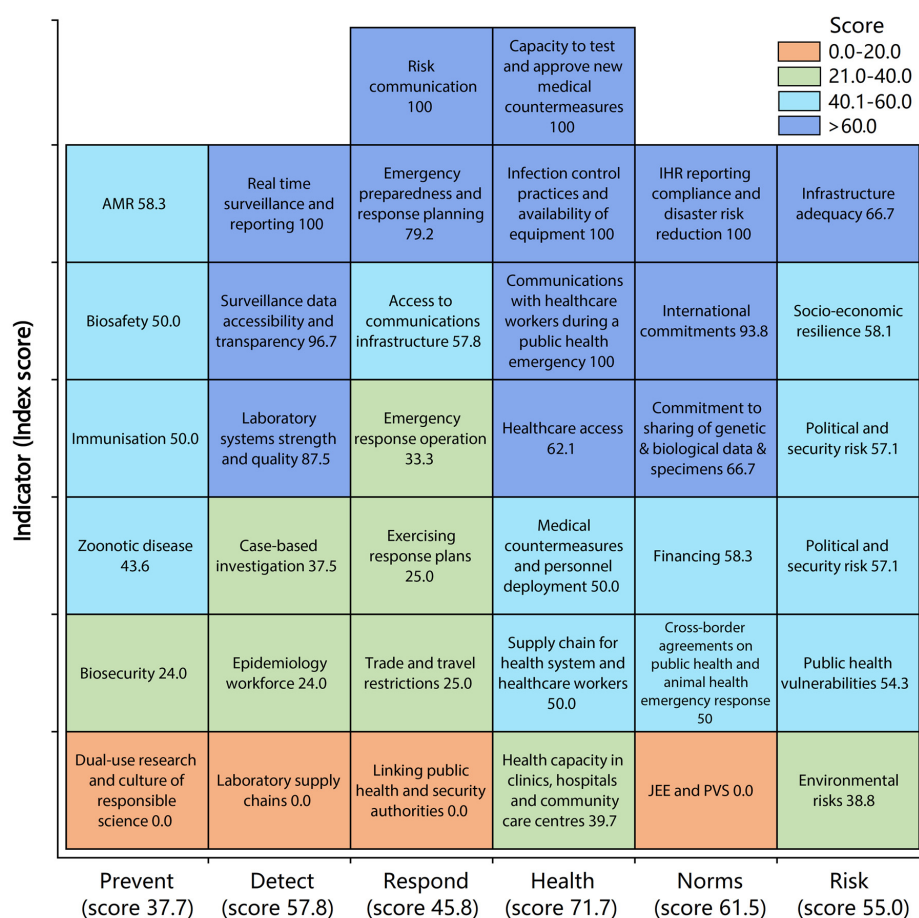 Score
0.0-20.0
21.0-40.0
40.1-60.0
>60.0
Indicator (Index score)
Risk
communication
100
Capacity to test
and approve new
medical
countermeasures
100
AMR 58.3
Real time
surveillance and
reporting 100
Emergency
preparedness and
response planning
79.2
Infection control
practices and
availability of
equipment 100
IHR reporting
compliance and
disaster risk
reduction 100
Infrastructure
adequacy 66.7
Biosafety 50.0
Surveillance data
accessibility and
transparency 96.7
Access to
communications
infrastructure 57.8
Communications
with healthcare
workers during a
public health
emergency 100
International
commitments 93.8
Socio-economic
resilience 58.1
Immunisation 50.0
Laboratory
systems strength
and quality 87.5
Emergency
response operation
33.3
Healthcare access
62.1
Commitment to
sharing of genetic
& biological data &
specimens 66.7
Political and
security risk 57.1
Zoonotic disease
43.6
Case-based
investigation 37.5
Exercising
response plans
25.0
Medical
countermeasures
and personnel
deployment 50.0
Financing 58.3
Political and
security risk 57.1
Biosecurity 24.0
Epidemiology
workforce 24.0
Trade and travel
restrictions 25.0
Supply chain for
health system and
healthcare workers
50.0
Cross-border
agreements on
public health and
animal health
emergency response
50
Public health
vulnerabilities 54.3
Dual-use research
and culture of
responsible
science 0.0
Laboratory supply
chains 0.0
Linking public
health and security
authorities 0.0
Health capacity in
clinics, hospitals
and community
care centres 39.7
JEE and PVS 0.0
Environmental
risks 38.8
Prevent
(score 37.7)
Detect
(score 57.8)
Respond
(score 45.8)
Health
(score 71.7)
Norms
(score 61.5)
Risk
(score 55.0)